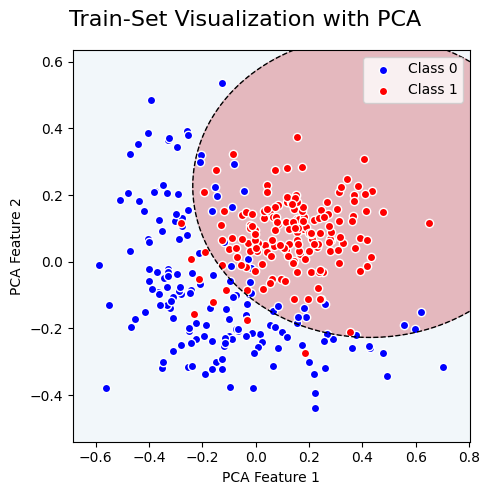 Train-Set Visualization with PCA
Class 0
Class 1
0.6
0.4
0.2
0.0
−0.2
−0.4
PCA Feature 2
−0.6 −0.4 −0.2 0.0 0.2 0.4 0.6 0.8
PCA Feature 1